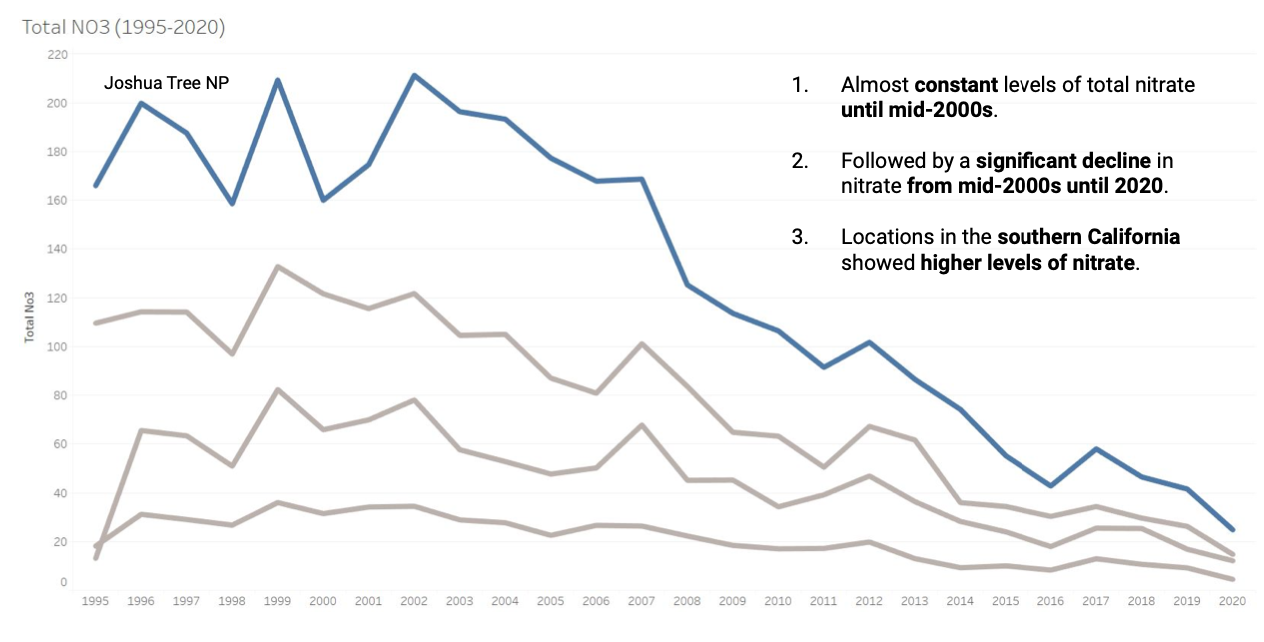 Total NO3 (1995-2020)
220
Joshua Tree NP
200
180
160
140
120
100
80
60
40
20
0
Total No3
1995 1996 1997 1998 1999 2000 2001 2002 2003 2004 2005 2006 2007 2008 2009 2010 2011 2012 2013 2014 2015 2016 2017 2018 2019 2020
1. Almost constant levels of total nitrate
until mid-2000s.
2. Followed by a significant decline in
nitrate from mid-2000s until 2020.
3. Locations in the southern California
showed higher levels of nitrate.